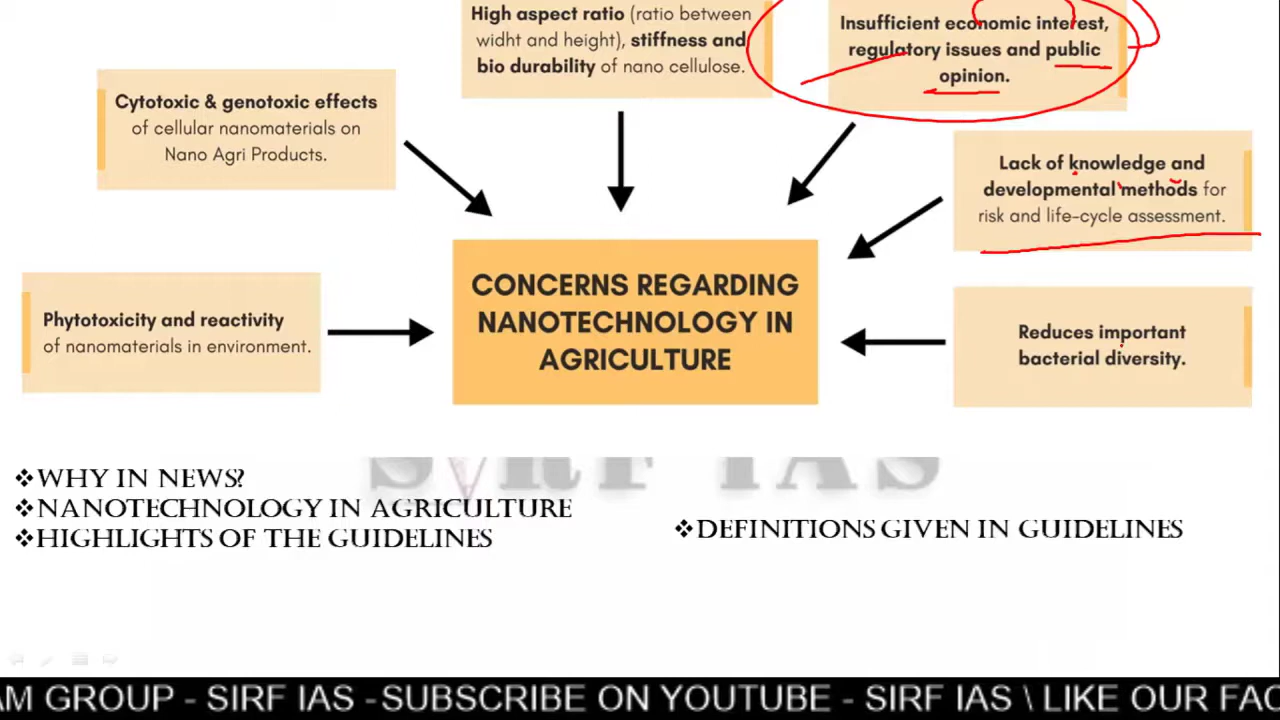 High aspect ratio (ratio between
widht and height), stiffness and
bio durability of nano cellulose.
Insufficient economic interest,
regulatory issues and public
opinion.
Cytotoxic & genotoxic effects
of cellular nanomaterials on
Nano Agri Products.
Lack of knowledge and
developmental methods for
risk and life-cycle assessment.
CONCERNS REGARDING
NANOTECHNOLOGY IN
AGRICULTURE
Phytotoxicity and reactivity
of nanomaterials in environment.
Reduces important
bacterial diversity.
SIRF IAS
❖WHY IN NEWS?
❖NANOTECHNOLOGY IN AGRICULTURE
❖HIGHLIGHTS OF THE GUIDELINES
❖DEFINITIONS GIVEN IN GUIDELINES
AM GROUP - SIRF IAS -SUBSCRIBE ON YOUTUBE - SIRF IAS \ LIKE OUR FAC